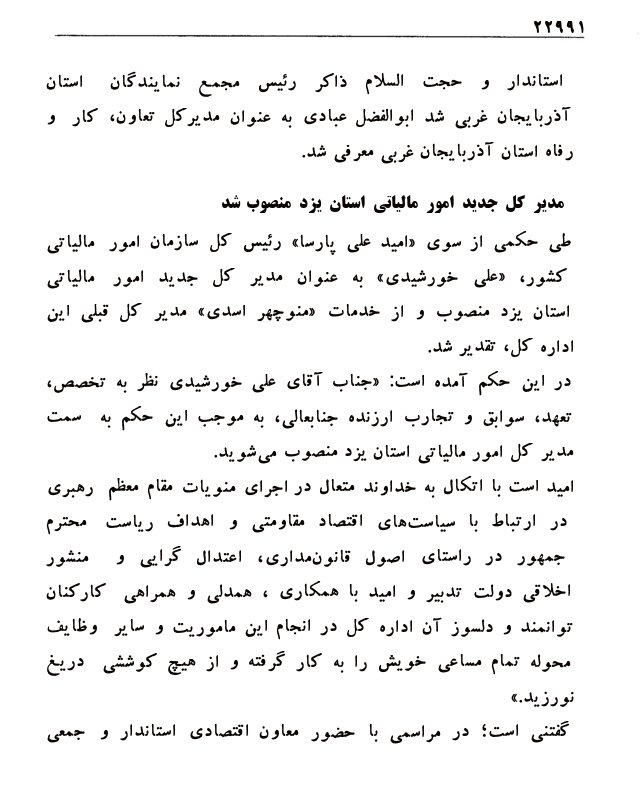 ۲۲۹۹۱
استاندار و حجت السلام ذاکر رئیس مجمع نمایندگان استان
آذربایجان غربی شد ابوالفضل عبادی به عنوان مدیرکل تعاون، کار و
رفاه استان آذربایجان غربی معرفی شد.
مدیر کل جدید امور مالیاتی استان یزد منصوب شد
طی حکمی از سوی «امید علی پارسا» رئیس کل سازمان امور مالیاتی
کشور، «علی خورشیدی» به عنوان مدیر کل جدید امور مالیاتی
استان یزد منصوب و از خدمات «منوچهر اسدی» مدیر کل قبلی این
اداره کل، تقدیر شد.
در این حکم آمده است: «جناب آقای علی خورشیدی نظر به تخصص،
تعهد، سوابق و تجارب ارزنده جنابعالی، به موجب این حکم به سمت
مدیر کل امور مالیاتی استان یزد منصوب می‌شوید.
امید است با اتکال به خداوند متعال در اجرای منویات مقام معظم رهبری
در ارتباط با سیاست‌های اقتصاد مقاومتی و اهداف ریاست محترم
جمهور در راستای اصول قانون‌مداری، اعتدال گرایی و منشور
اخلاقی دولت تدبیر و امید با همکاری ، همدلی و همراهی کارکنان
توانمند و دلسوز آن اداره کل در انجام این ماموریت و سایر وظایف
محوله تمام مساعی خویش را به کار گرفته و از هیچ کوششی دریغ
نورزید.»
گفتنی است؛ در مراسمی با حضور معاون اقتصادی استاندار و جمعی